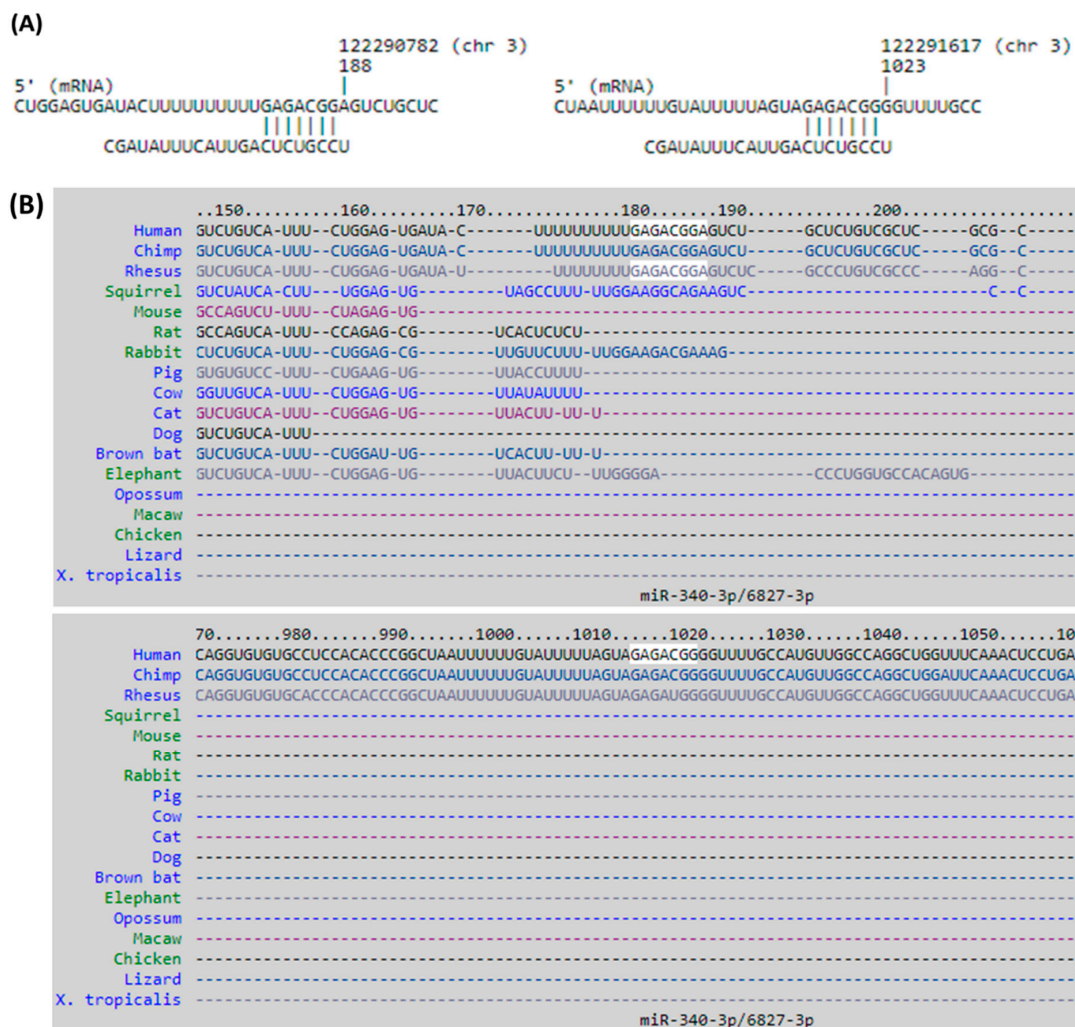 (A)
122290782 (chr 3)
188
5' (mRNA)
CUGGAGUGAUACUUUUUUUUUUGAGACGGAGUCUGCUC
CGAUAUUUCAUUGACUCUGCCU
122291617 (chr 3)
1023
5' (mRNA)
CUAAUUUUUUGUAUUUUUAGUAGAGACGGGGUUUUGCC
CGAUAUUUCAUUGACUCUGCCU
(B)
..150.........160.........170............180.......190...........200.........
Human GUCUGUCA-UUU--CUGGAG-UGAUA-C------UUUUUUUUUUGAGACGGAGUCU-----GCUCUGUCGCUC----GCG--C----
Chimp GUCUGUCA-UUU--CUGGAG-UGAUA-C------UUUUUUUUUUGAGACGGAGUCU-----GCUCUGUCGCUC----GCG--C----
Rhesus GUCUGUCA-UUU--CUGGAG-UGAUA-U--------UUUUUUUUGAGACGGAGUCUC----GCCCUGUCGCCC----AGG--C----
Squirrel GUCUAUCA-CUU---UGGAG-UG--------UAGCCUUU-UUGGAAGGCAGAAGUC----------------------C--C----
Mouse GCCAGUCU-UUU--CUAGAG-UG------------------------------------------------------------
Rat GCCAGUCA-UUU--CCAGAG-CG-------UCACUCUCU---------------------------------------------
Rabbit CUCUGUCA-UUU--CUGGAG-CG-------UUGUUCUUU-UUGGAAGACGAAAG-------------------------------
Pig GUGUGUCC-UUU--CUGAAG-UG-------UUACCUUUU---------------------------------------------
Cow GGUUGUCA-UUU--CUGGAG-UG-------UUAUAUUUU---------------------------------------------
Cat GUCUGUCA-UUU--CUGGAG-UG-------UUACUU-UU-U-------------------------------------------
Dog GUCUGUCA-UUU---------------------------------------------------------------------
Brown bat GUCUGUCA-UUU--CUGGAU-UG-------UCACUU-UU-U-------------------------------------------
Elephant GUCUGUCA-UUU--CUGGAG-UG-------UUACUUCU--UUGGGGA--------------CCCUGGUGCCACAGUG---------
Opossum --------------------------------------------------------------------------------
Macaw --------------------------------------------------------------------------------
Chicken --------------------------------------------------------------------------------
Lizard --------------------------------------------------------------------------------
X. tropicalis --------------------------------------------------------------------------------
miR-340-3p/6827-3p
70.......980.......990.......1000......1010......1020......1030......1040......1050......10
Human CAGGUGUGUGCCUCCACACCCGGCUAAUUUUUUGUAUUUUUAGUAGAGACGGGGUUUUGCCAUGUUGGCCAGGCUGGUUUCAAACUCCUGA
Chimp CAGGUGUGUGCCUCCACACCCGGCUAAUUUUUUGUAUUUUUAGUAGAGACGGGGUUUUGCCAUGUUGGCCAGGCUGGAUUCAAACUCCUGA
Rhesus CAGGUGUGUGCACCCACACCCGGCUAAUUUUUUGUAUUUUUAGUAGAGAUGGGGUUUUGCCAUGUUGGCCAGGCUGGUUUCAAACUCCUGA
Squirrel --------------------------------------------------------------------------------
Mouse --------------------------------------------------------------------------------
Rat --------------------------------------------------------------------------------
Rabbit --------------------------------------------------------------------------------
Pig --------------------------------------------------------------------------------
Cow --------------------------------------------------------------------------------
Cat --------------------------------------------------------------------------------
Dog --------------------------------------------------------------------------------
Brown bat --------------------------------------------------------------------------------
Elephant --------------------------------------------------------------------------------
Opossum --------------------------------------------------------------------------------
Macaw --------------------------------------------------------------------------------
Chicken --------------------------------------------------------------------------------
Lizard --------------------------------------------------------------------------------
X. tropicalis --------------------------------------------------------------------------------
miR-340-3p/6827-3p